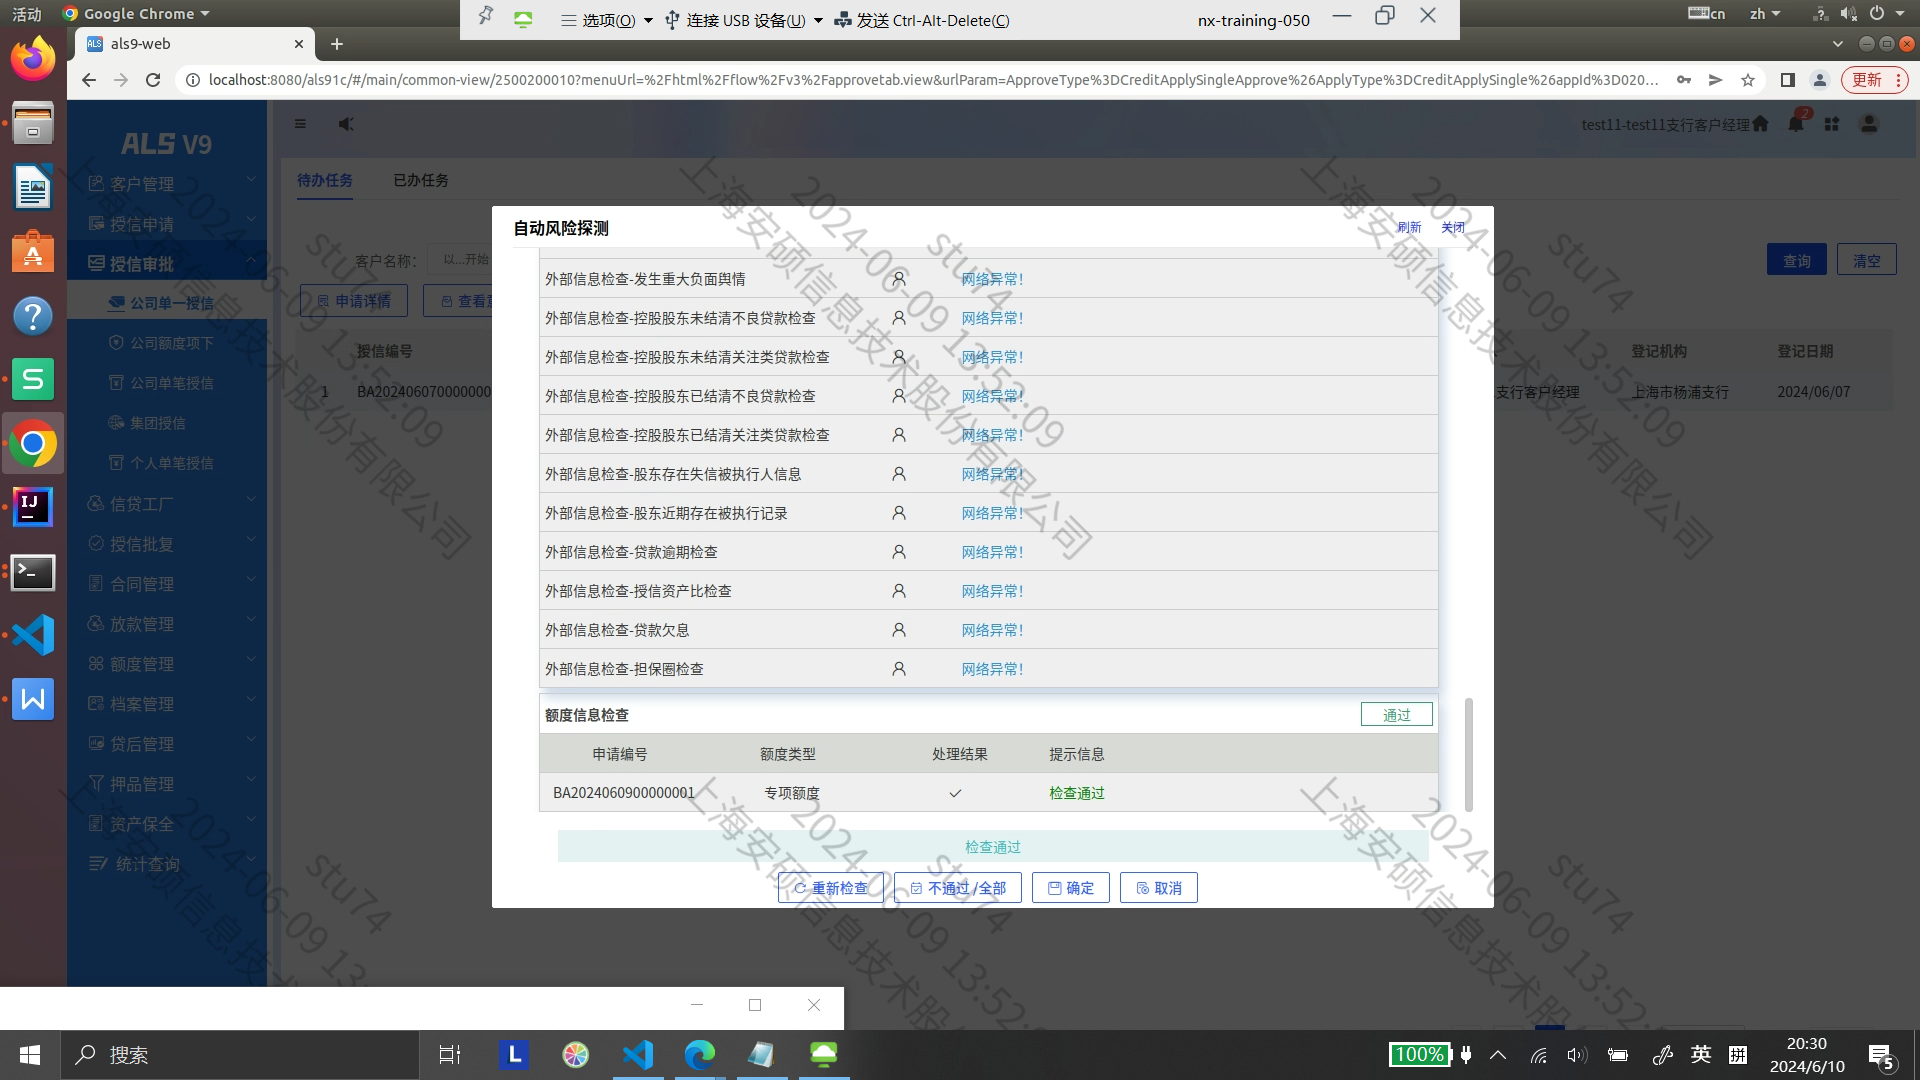 活动
Google Chrome
选项(O)
连接 USB 设备(U)
发送 Ctrl-Alt-Delete(C)
nx-training-050
cn
zh
als9-web
localhost:8080/als91c/#/main/common-view/2500200010?menuUrl=%2Fhtml%2Fflow%2Fv3%2Fapprovetab.view&urlParam=ApproveType%3DCreditApplySingleApprove%26ApplyType%3DCreditApplySingle%26appId%3D020...
更新
ALS V9
test11-test11支行客户经理
2
客户管理
授信申请
授信审批
公司单一授信
公司额度项下
公司单笔授信
集团授信
个人单笔授信
信贷工厂
授信批复
合同管理
放款管理
额度管理
档案管理
贷后管理
押品管理
资产保全
统计查询
待办任务
已办任务
客户名称：
以...开始
查询
清空
申请详情
授信编号
登记机构
登记日期
1
BA202406070000000
支行客户经理
上海市杨浦支行
2024/06/07
自动风险探测
刷新
关闭
外部信息检查-发生重大负面舆情 网络异常!
外部信息检查-控股股东未结清不良贷款检查 网络异常!
外部信息检查-控股股东未结清关注类贷款检查 网络异常!
外部信息检查-控股股东已结清不良贷款检查 网络异常!
外部信息检查-控股股东已结清关注类贷款检查 网络异常!
外部信息检查-股东存在失信被执行人信息 网络异常!
外部信息检查-股东近期存在被执行记录 网络异常!
外部信息检查-贷款逾期检查 网络异常!
外部信息检查-授信资产比检查 网络异常!
外部信息检查-贷款欠息 网络异常!
外部信息检查-担保圈检查 网络异常!
额度信息检查 通过
申请编号 额度类型 处理结果 提示信息
BA2024060900000001 专项额度 检查通过
检查通过
重新检查
不通过 /全部
确定
取消
stu74
2024-06-09 13:52:09
上海安硕信息技术股份有限公司
搜索
100%
英
拼
20:30
2024/6/10
5